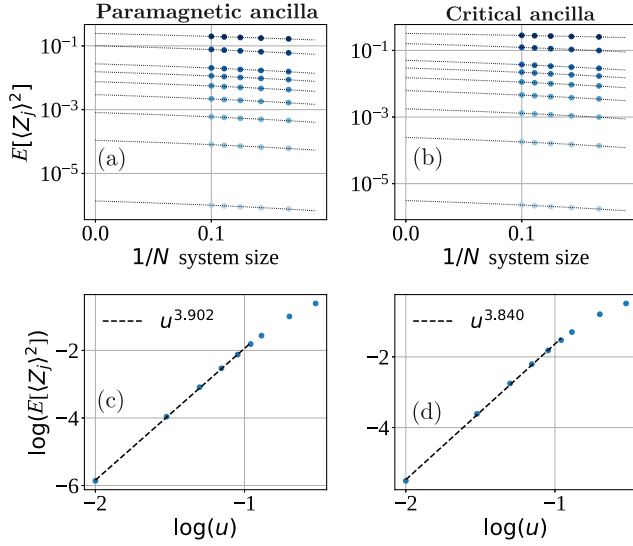 Paramagnetic ancilla
Critical ancilla
E[⟨Z_j⟩²]
10⁻¹
10⁻³
10⁻⁵
(a)
0.0
0.1
1/N system size
10⁻¹
10⁻³
10⁻⁵
(b)
0.0
0.1
1/N system size
log(E[⟨Z_j⟩²])
−2
−4
−6
u^3.902
(c)
−2
−1
log(u)
−2
−4
u^3.840
(d)
−2
−1
log(u)